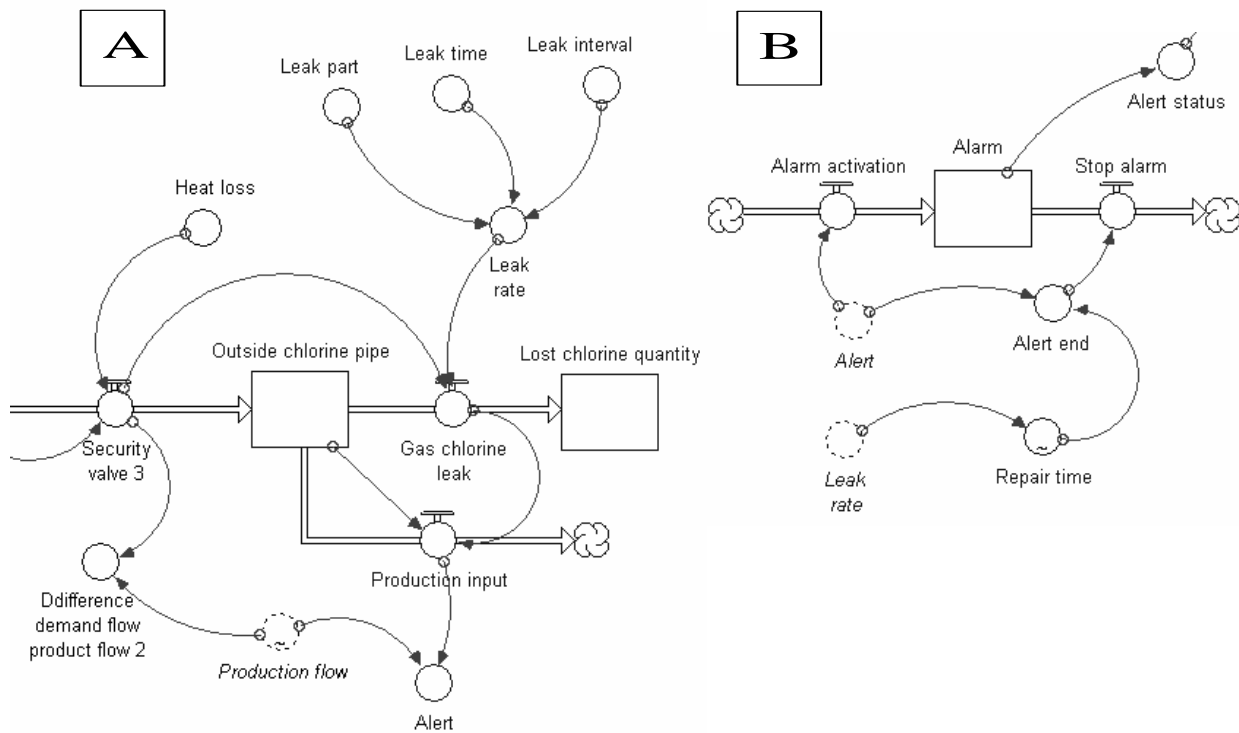 A
Leak part
Leak time
Leak interval
Heat loss
Leak
rate
Outside chlorine pipe
Lost chlorine quantity
Security
valve 3
Gas chlorine
leak
Production input
Ddifference
demand flow
product flow 2
Production flow
Alert
B
Alert status
Alarm activation
Alarm
Stop alarm
Alert
Alert end
Leak
rate
Repair time